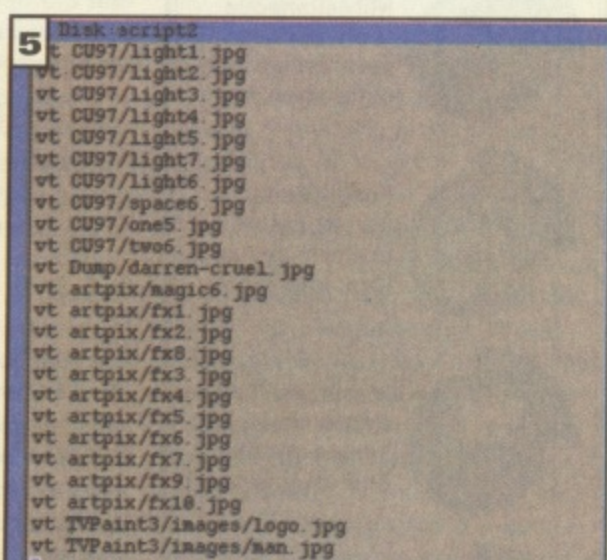 5
Disk script2
vt CU97/light1.jpg
vt CU97/light2.jpg
vt CU97/light3.jpg
vt CU97/light4.jpg
vt CU97/light5.jpg
vt CU97/light7.jpg
vt CU97/light6.jpg
vt CU97/space6.jpg
vt CU97/one5.jpg
vt CU97/two6.jpg
vt Dump/darren-cruel.jpg
vt artpix/magic6.jpg
vt artpix/fx1.jpg
vt artpix/fx2.jpg
vt artpix/fx8.jpg
vt artpix/fx3.jpg
vt artpix/fx4.jpg
vt artpix/fx5.jpg
vt artpix/fx6.jpg
vt artpix/fx7.jpg
vt artpix/fx9.jpg
vt artpix/fx10.jpg
vt TVPaint3/images/logo.jpg
vt TVPaint3/images/man.jpg